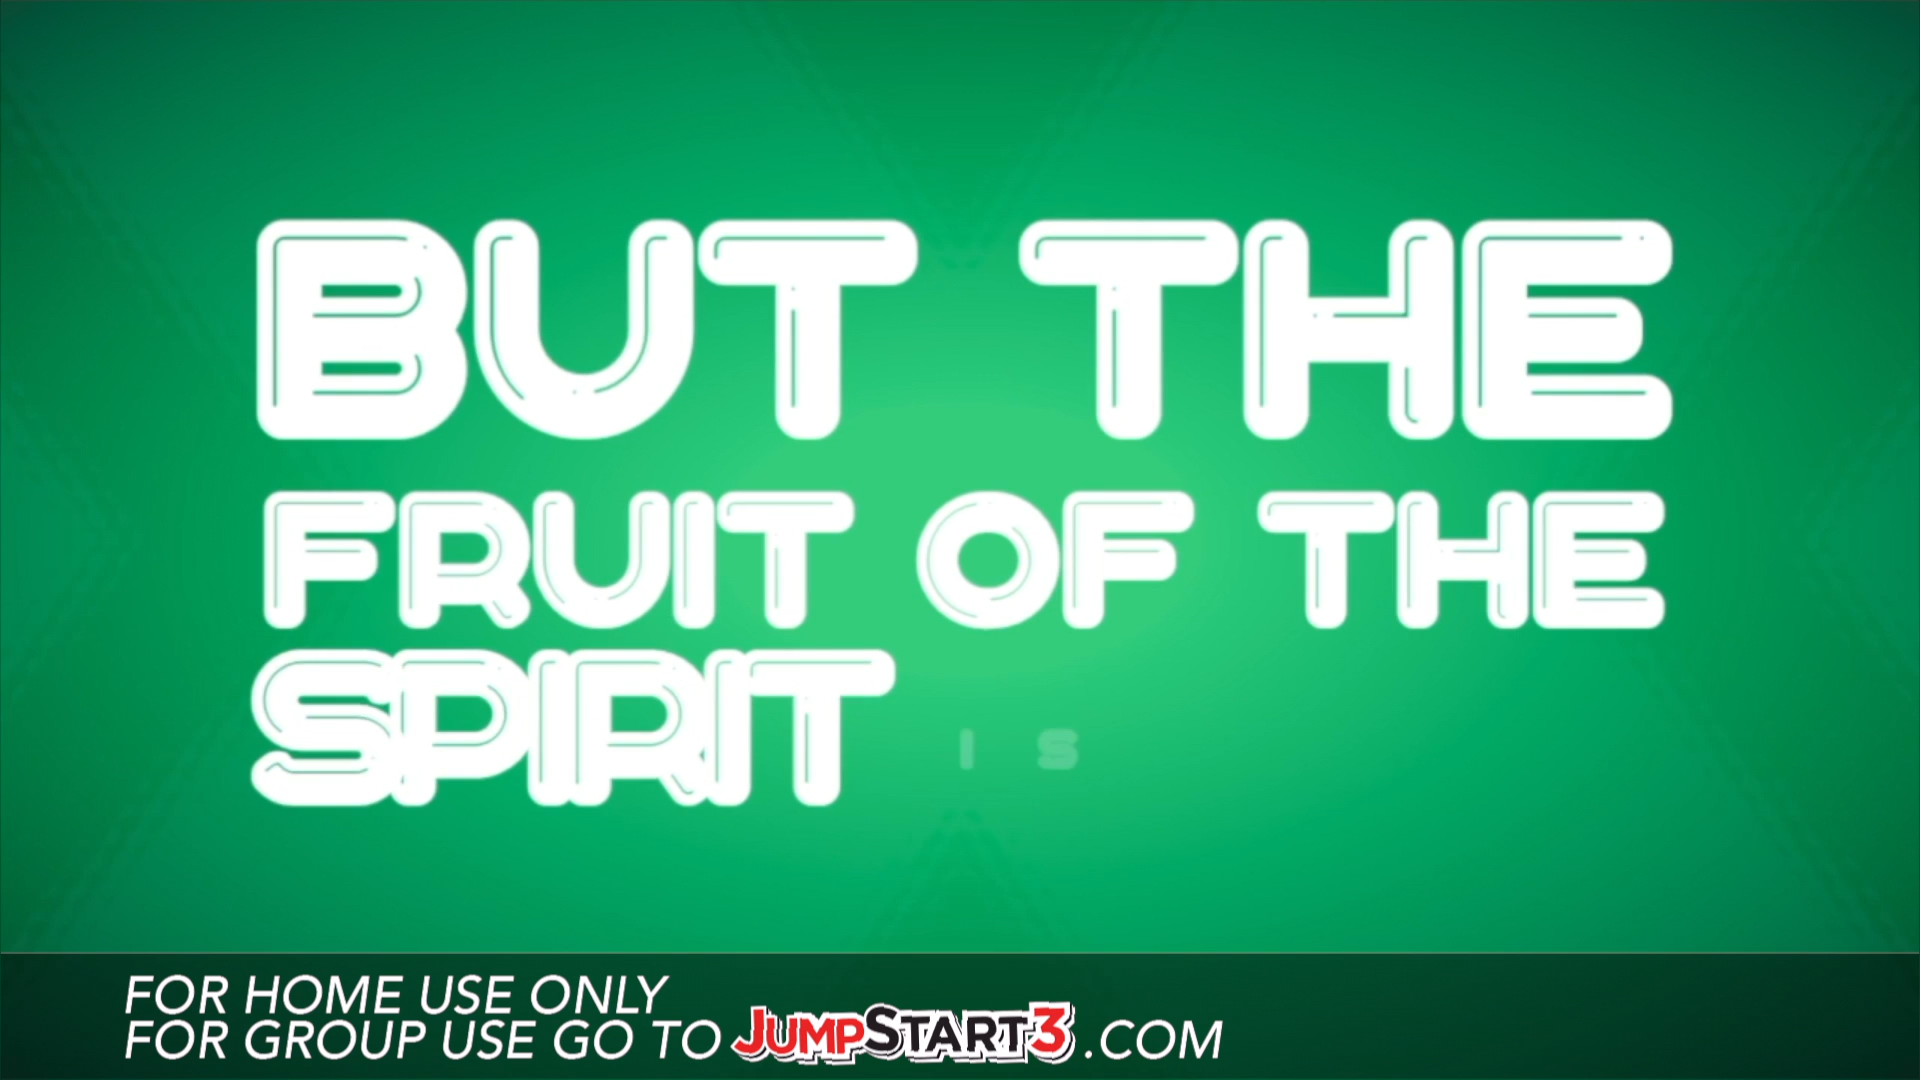 BUT THE
FRUIT OF THE
SPIRIT IS
FOR HOME USE ONLY
FOR GROUP USE GO TO JUMPSTART3.COM